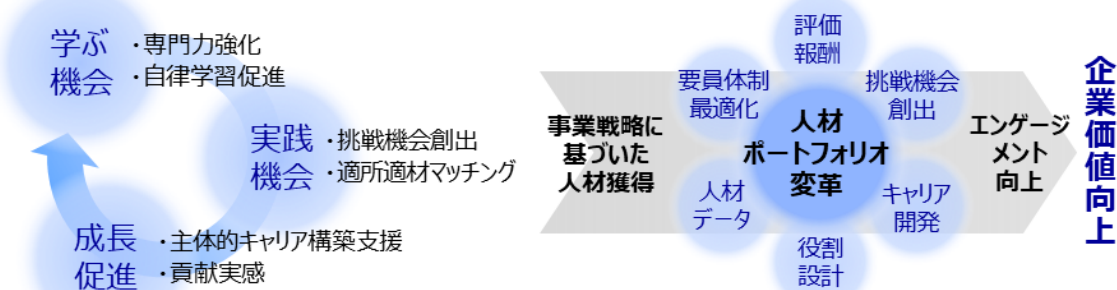 学ぶ
機会
・専門力強化
・自律学習促進
実践
機会
・挑戦機会創出
・適所適材マッチング
成長
促進
・主体的キャリア構築支援
・貢献実感
事業戦略に
基づいた
人材獲得
評価
報酬
要員体制
最適化
挑戦機会
創出
人材
ポートフォリオ
変革
人材
データ
キャリア
開発
役割
設計
エンゲージ
メント
向上
企業価値向上